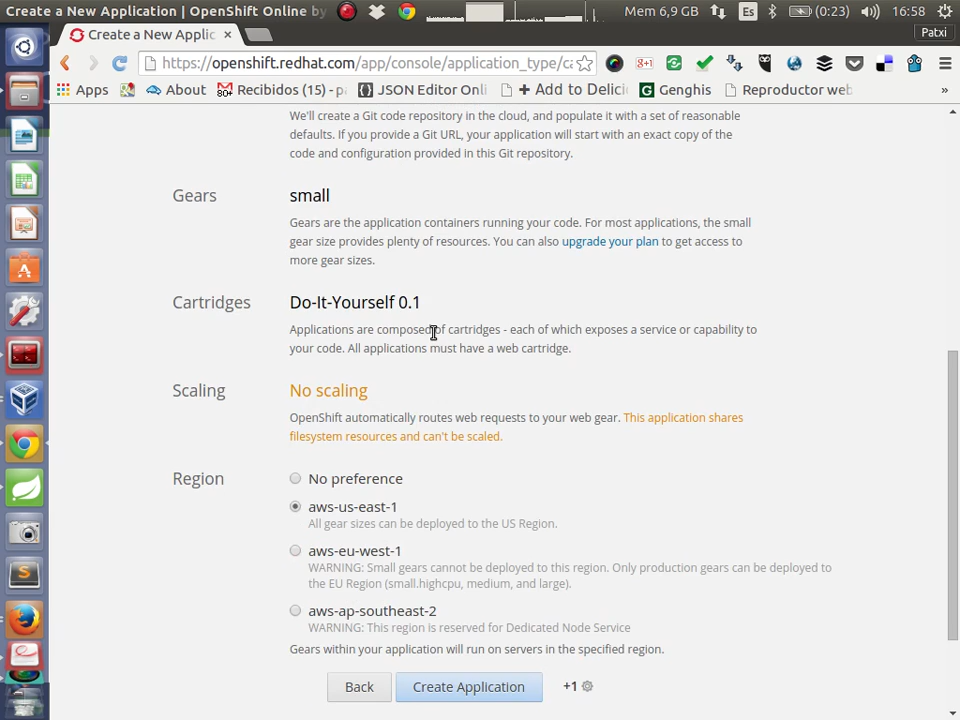 Create a New Application | OpenShift Online by
Mem 6,9 GB
Es
(0:23)
16:58
Create a New Applic
Patxi
https://openshift.redhat.com/app/console/application_type/ca
Apps
About
Recibidos (15) - p
JSON Editor Onli
+ Add to Delici
Genghis
Reproductor web
»
We'll create a Git code repository in the cloud, and populate it with a set of reasonable
defaults. If you provide a Git URL, your application will start with an exact copy of the
code and configuration provided in this Git repository.
Gears
small
Gears are the application containers running your code. For most applications, the small
gear size provides plenty of resources. You can also upgrade your plan to get access to
more gear sizes.
Cartridges
Do-It-Yourself 0.1
Applications are composed of cartridges - each of which exposes a service or capability to
your code. All applications must have a web cartridge.
Scaling
No scaling
OpenShift automatically routes web requests to your web gear. This application shares
filesystem resources and can't be scaled.
Region
No preference
aws-us-east-1
All gear sizes can be deployed to the US Region.
aws-eu-west-1
WARNING: Small gears cannot be deployed to this region. Only production gears can be deployed to
the EU Region (small.highcpu, medium, and large).
aws-ap-southeast-2
WARNING: This region is reserved for Dedicated Node Service
Gears within your application will run on servers in the specified region.
Back
Create Application
+1